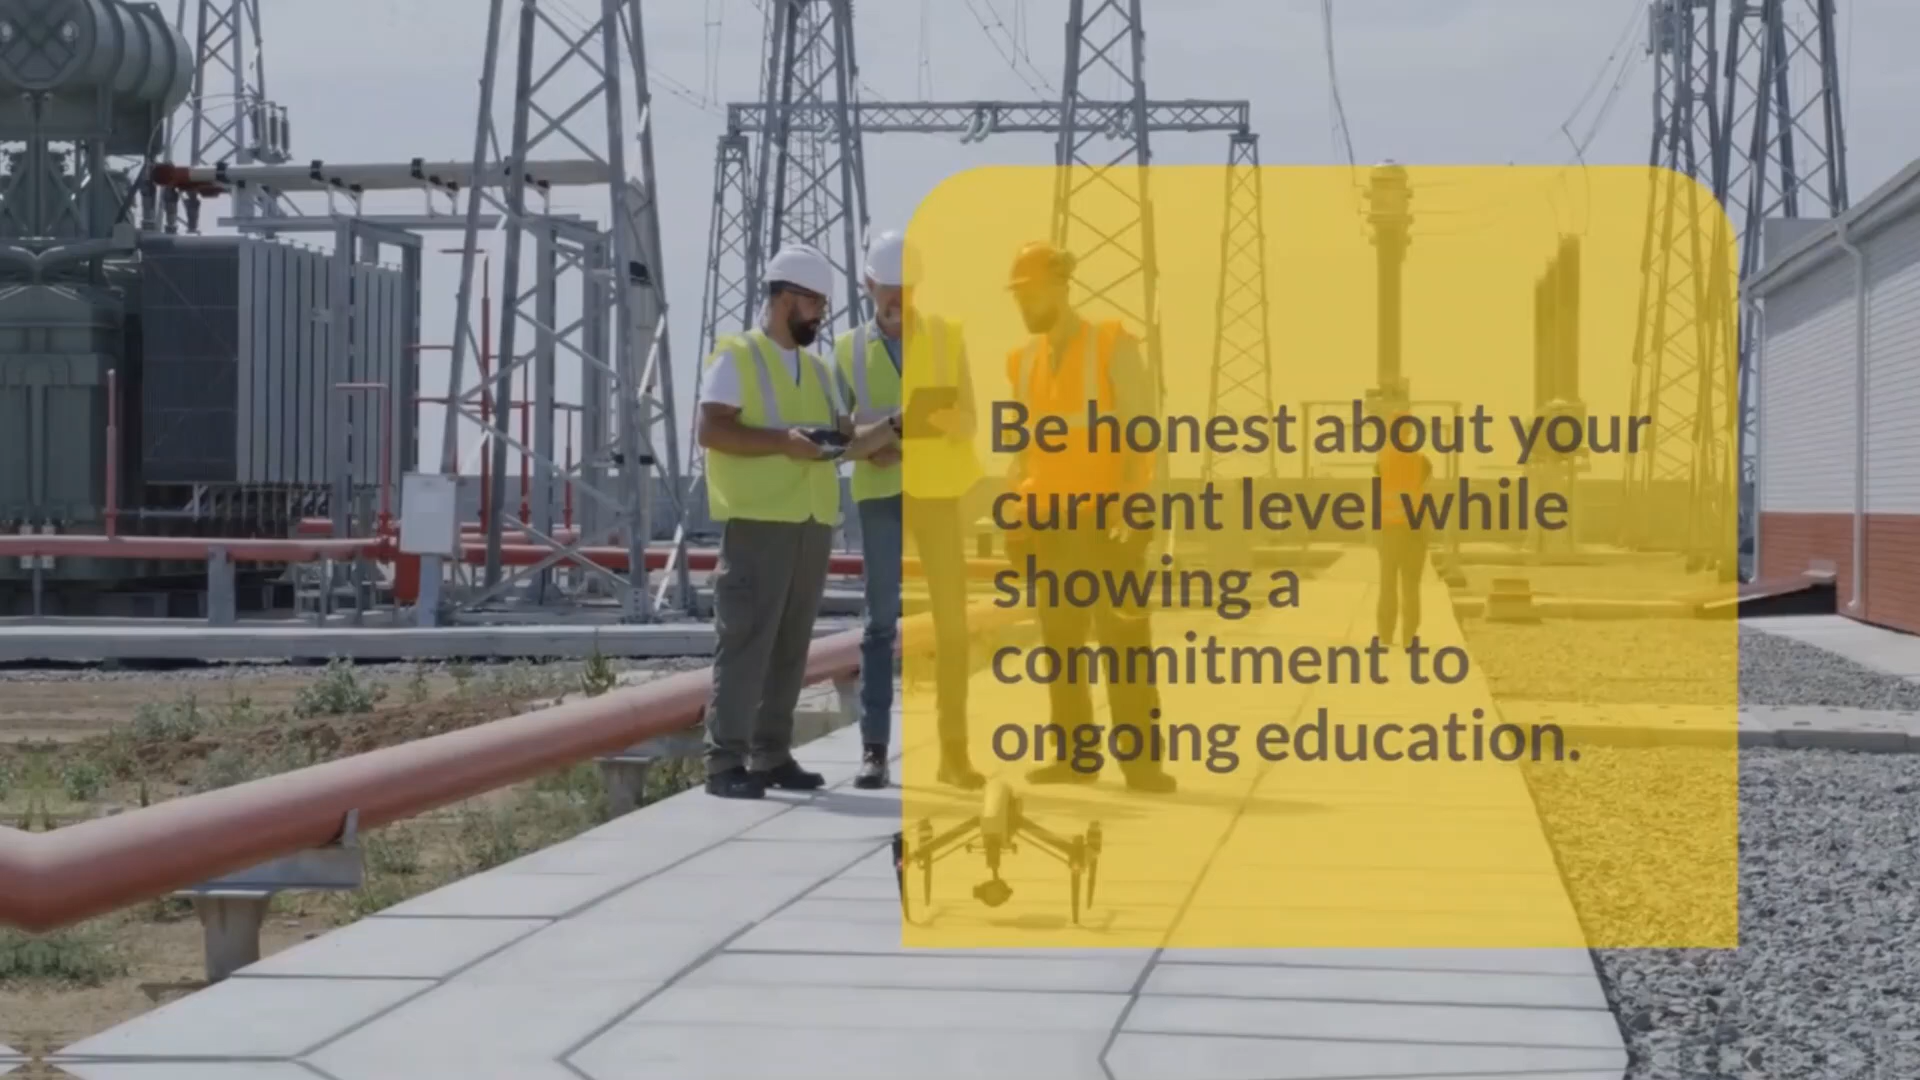 Be honest about your
current level while
showing a
commitment to
ongoing education.